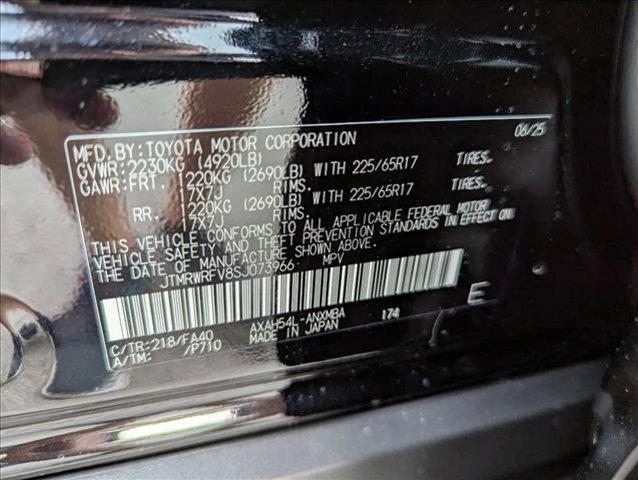 MFD.BY:TOYOTA MOTOR CORPORATION 06/25
GVWR:2230KG (4920LB)
GAWR:FRT. 1220KG (2690LB) WITH 225/65R17 TIRES.
17X7J RIMS.
RR. 1220KG (2690LB) WITH 225/65R17 TIRES.
17X7J RIMS.
THIS VEHICLE CONFORMS TO ALL APPLICABLE FEDERAL MOTOR
VEHICLE SAFETY AND THEFT PREVENTION STANDARDS IN EFFECT ON
THE DATE OF MANUFACTURE SHOWN ABOVE.
JTMRWRFV8SJ073966 MPV
E
C/TR:218/FA40 AXAH54L-ANXMBA 174
A/TM: /P710 MADE IN JAPAN